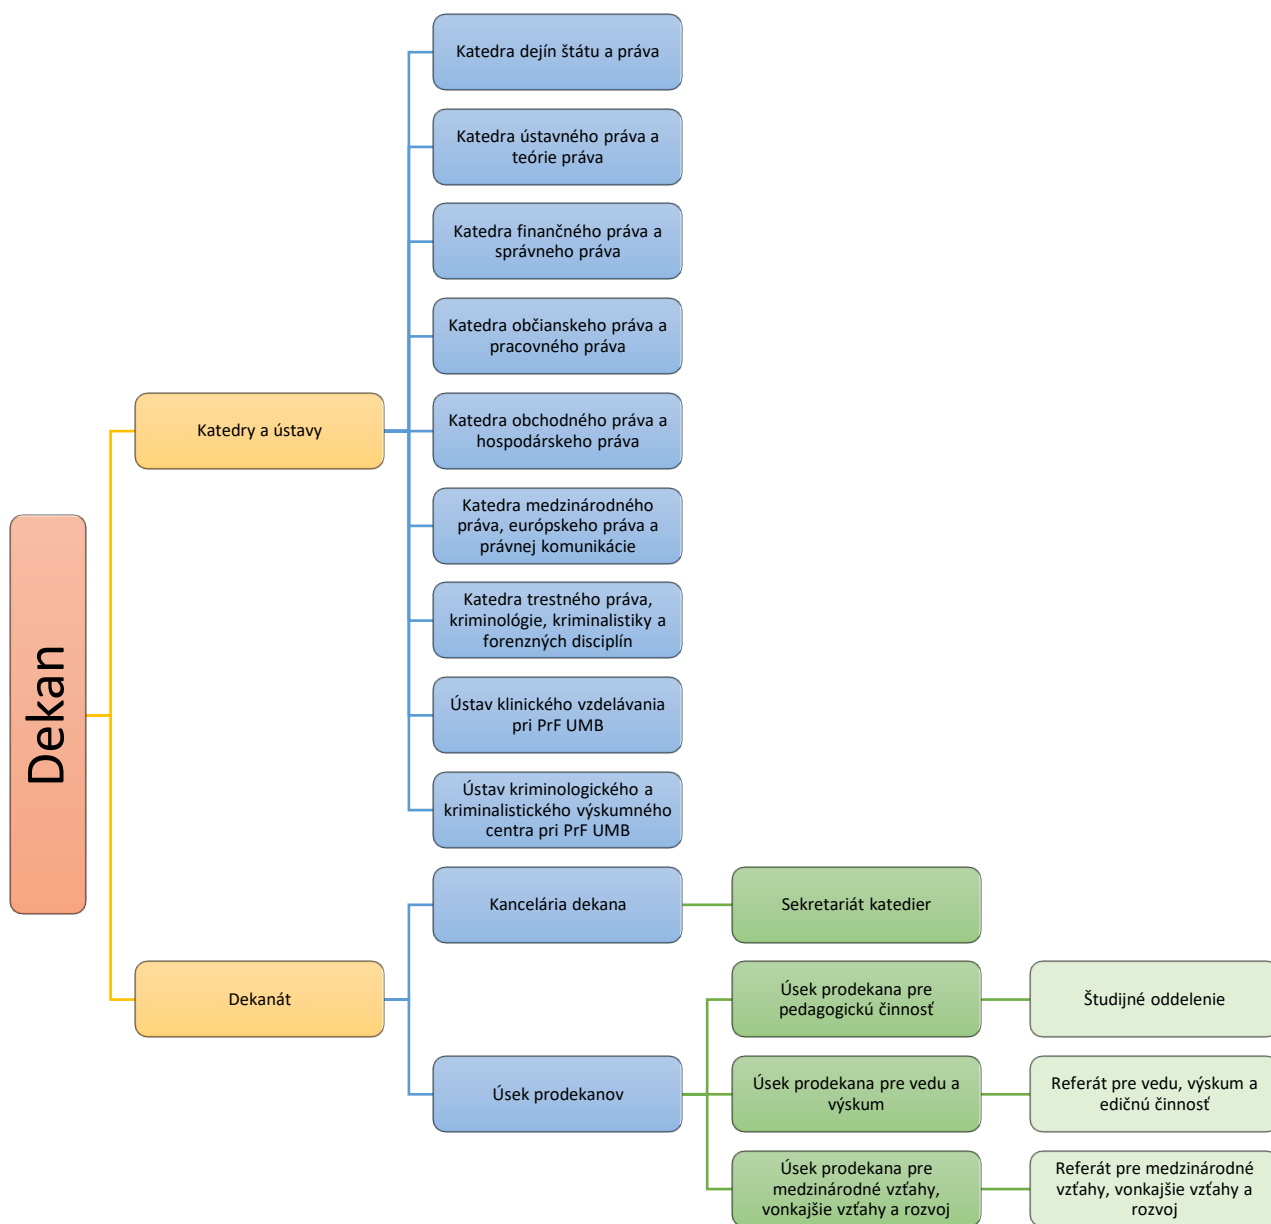 Katedra dejín štátu a práva
Katedra ústavného práva a
teórie práva
Katedra finančného práva a
správneho práva
Katedra občianskeho práva a
pracovného práva
Katedry a ústavy
Katedra obchodného práva a
hospodárskeho práva
Katedra medzinárodného
práva, európskeho práva a
právnej komunikácie
Katedra trestného práva,
kriminológie, kriminalistiky a
forenzných disciplín
Dekan
Ústav klinického vzdelávania
pri PrF UMB
Ústav kriminologického a
kriminalistického výskumného
centra pri PrF UMB
Kancelária dekana
Sekretariát katedier
Dekanát
Úsek prodekana pre
pedagogickú činnosť
Študijné oddelenie
Úsek prodekanov
Úsek prodekana pre vedu a
výskum
Referát pre vedu, výskum a
edičnú činnosť
Úsek prodekana pre
medzinárodné vzťahy,
vonkajšie vzťahy a rozvoj
Referát pre medzinárodné
vzťahy, vonkajšie vzťahy a
rozvoj